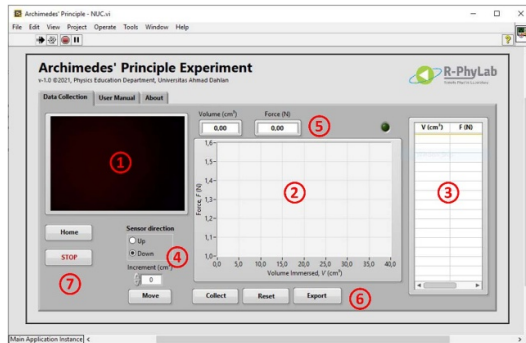 Archimedes' Principle - NUC.vi
File Edit View Project Operate Tools Window Help
Archimedes' Principle Experiment
v-1.0 ©2021, Physics Education Department, Universitas Ahmad Dahlan
R-PhyLab
Data Collection User Manual About
Volume (cm³) Force (N)
0,00 0,00
5
V (cm³) F (N)
1
2
3
Force, F (N)
1,6
1,5
1,4
1,3
1,2
1,1
1,0
0,0 5,0 10,0 15,0 20,0 25,0 30,0 35,0 40,0
Volume Immersed, V (cm³)
Home
STOP
7
Sensor direction
Up
Down
4
Increment (cm³)
0
Move
Collect Reset Export
6
Main Application Instance